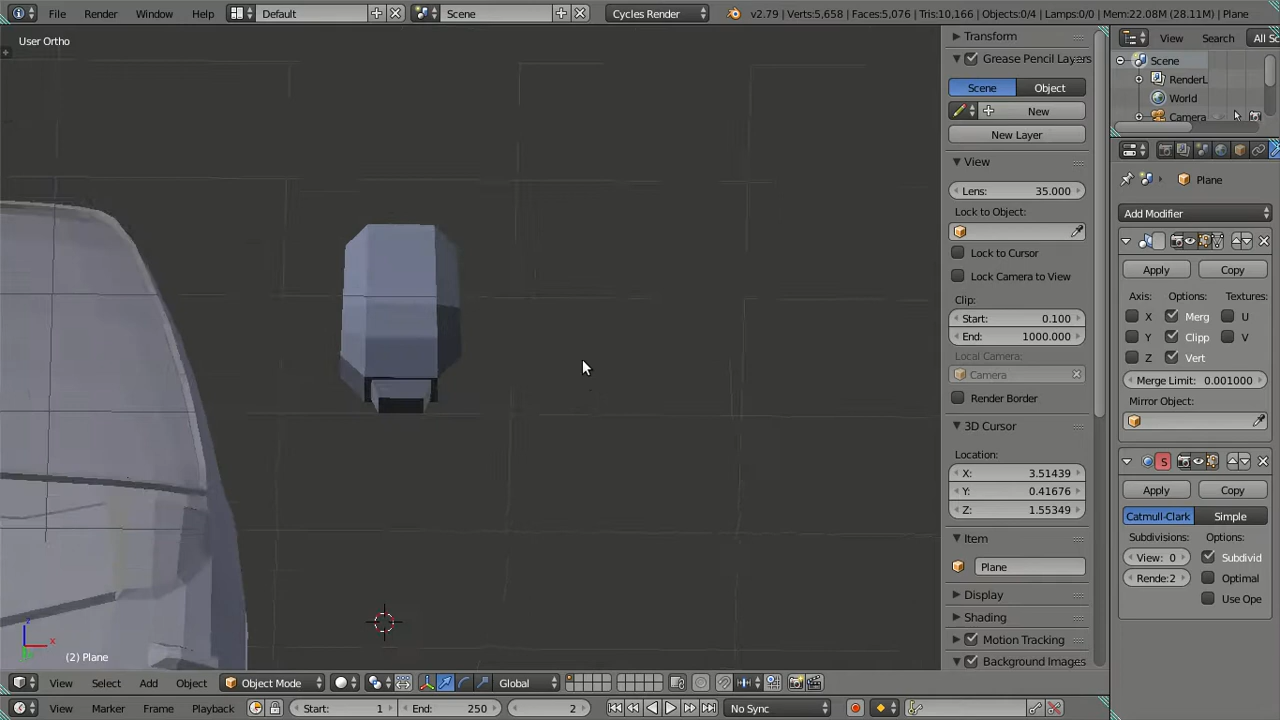 File Render Window Help Default Scene Cycles Render v2.79 | Verts:5,658 | Faces:5,076 | Tris:10,166 | Objects:0/4 | Lamps:0/0 | Mem:22.08M (28.11M) | Plane
User Ortho
Transform
Grease Pencil Layers
Scene Object
New
New Layer
View
Lens: 35.000
Lock to Object:
Lock to Cursor
Lock Camera to View
Clip:
Start: 0.100
End: 1000.000
Local Camera:
Camera
Render Border
3D Cursor
Location:
X: 3.51439
Y: 0.41676
Z: 1.55349
Item
Plane
Display
Shading
Motion Tracking
Background Images
View Search All Sc
Scene
RenderL
World
Camera
Plane
Add Modifier
Apply Copy
Axis: Options: Textures:
X Merg U
Y Clipp V
Z Vert
Merge Limit: 0.001000
Mirror Object:
S
Apply Copy
Catmull-Clark Simple
Subdivisions: Options:
View: 0 Subdivid
Rende:2 Optimal
Use Ope
z
x
(2) Plane
View Select Add Object Object Mode Global
View Marker Frame Playback Start: 1 End: 250 2 No Sync